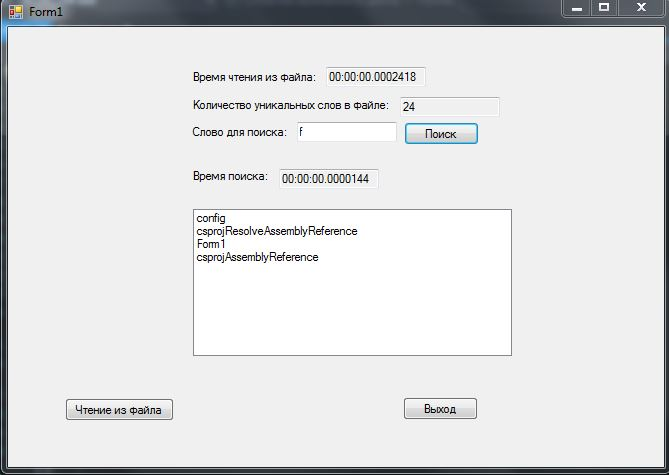 Form1
Время чтения из файла: 00:00:00.0002418
Количество уникальных слов в файле: 24
Слово для поиска: f Поиск
Время поиска: 00:00:00.0000144
config
csprojResolveAssemblyReference
Form1
csprojAssemblyReference
Чтение из файла Выход